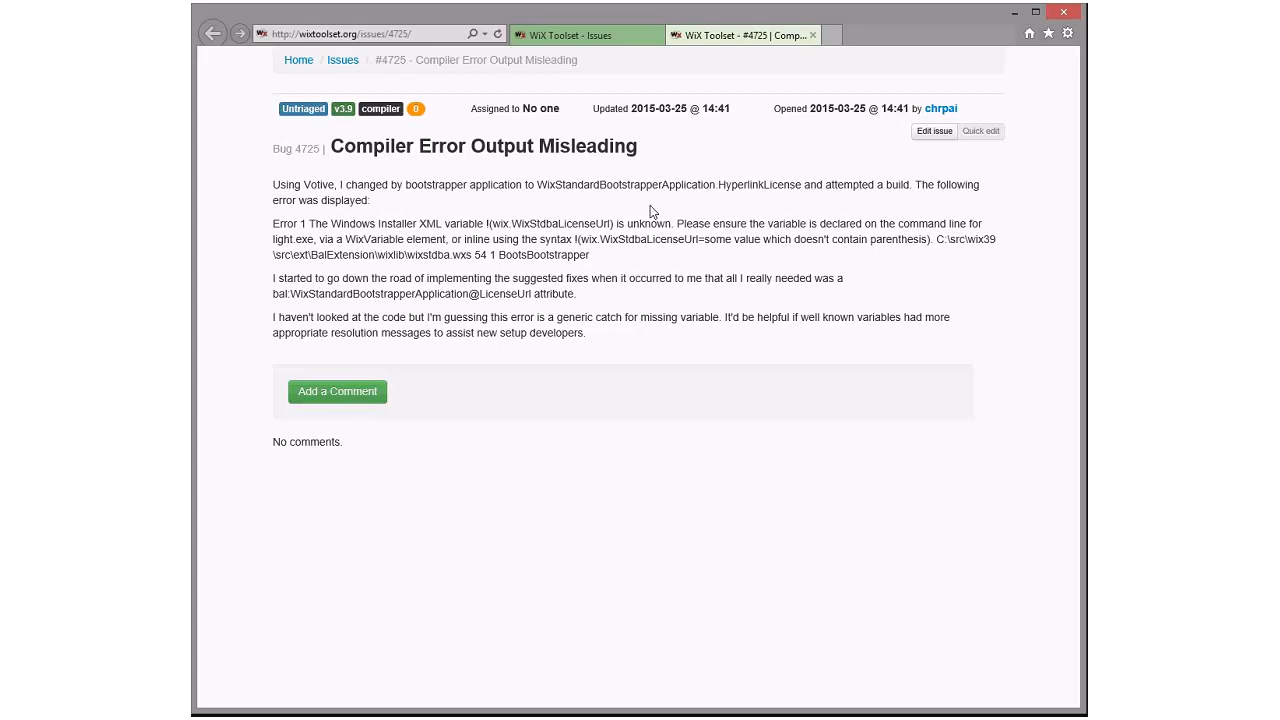 http://wixtoolset.org/issues/4725/
WiX Toolset - Issues
WiX Toolset - #4725 | Comp...
Home / Issues / #4725 - Compiler Error Output Misleading
Untriaged v3.9 compiler 0 Assigned to No one Updated 2015-03-25 @ 14:41 Opened 2015-03-25 @ 14:41 by chrpai
Edit issue Quick edit
Bug 4725 | Compiler Error Output Misleading
Using Votive, I changed by bootstrapper application to WixStandardBootstrapperApplication.HyperlinkLicense and attempted a build. The following
error was displayed:
Error 1 The Windows Installer XML variable !(wix.WixStdbaLicenseUrl) is unknown. Please ensure the variable is declared on the command line for
light.exe, via a WixVariable element, or inline using the syntax !(wix.WixStdbaLicenseUrl=some value which doesn't contain parenthesis). C:\src\wix39
\src\ext\BalExtension\wixlib\wixstdba.wxs 54 1 BootsBootstrapper
I started to go down the road of implementing the suggested fixes when it occurred to me that all I really needed was a
bal:WixStandardBootstrapperApplication@LicenseUrl attribute.
I haven't looked at the code but I'm guessing this error is a generic catch for missing variable. It'd be helpful if well known variables had more
appropriate resolution messages to assist new setup developers.
Add a Comment
No comments.